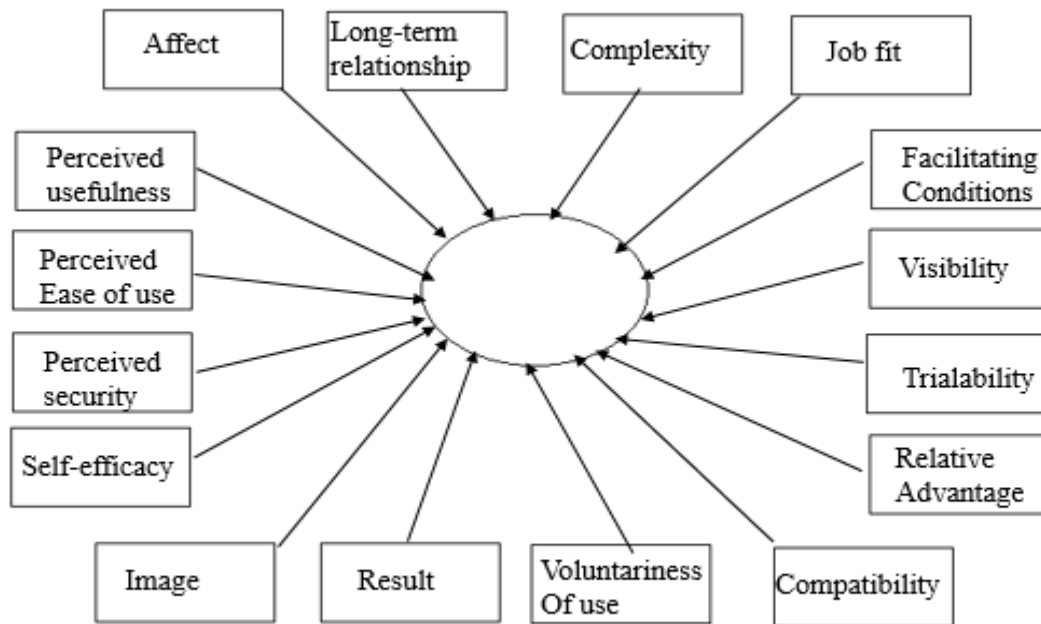 Affect
Long-term
relationship
Complexity
Job fit
Perceived
usefulness
Facilitating
Conditions
Perceived
Ease of use
Visibility
Perceived
security
Trialability
Self-efficacy
Relative
Advantage
Image
Result
Voluntariness
Of use
Compatibility